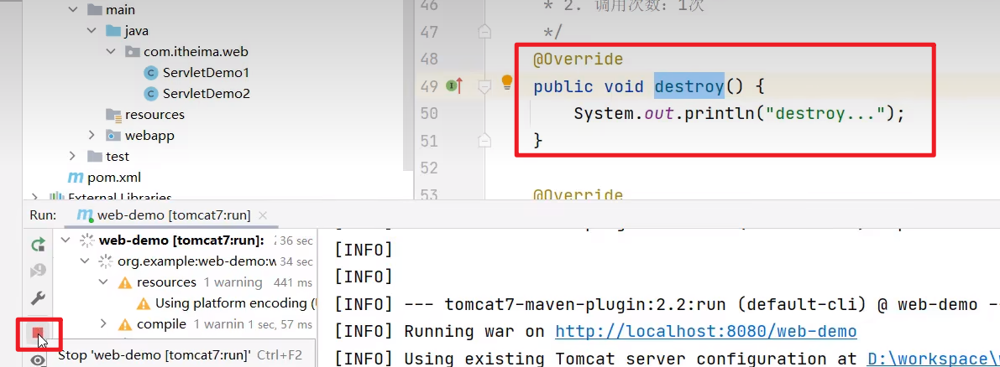 main
java
com.itheima.web
ServletDemo1
ServletDemo2
resources
webapp
test
pom.xml
External Libraries
46 * 2. 调用次数：1次
47 */
48 @Override
49 public void destroy() {
50 System.out.println("destroy...");
51 }
52
53 @Override
Run: web-demo [tomcat7:run]
web-demo [tomcat7:run]: 36 sec
org.example:web-demo:w 34 sec
resources 1 warning 441 ms
Using platform encoding (
compile 1 warnin 1 sec, 57 ms
Stop 'web-demo [tomcat7:run]' Ctrl+F2
[INFO]
[INFO]
[INFO] --- tomcat7-maven-plugin:2.2:run (default-cli) @ web-demo -
[INFO] Running war on http://localhost:8080/web-demo
[INFO] Using existing Tomcat server configuration at D:\workspace\